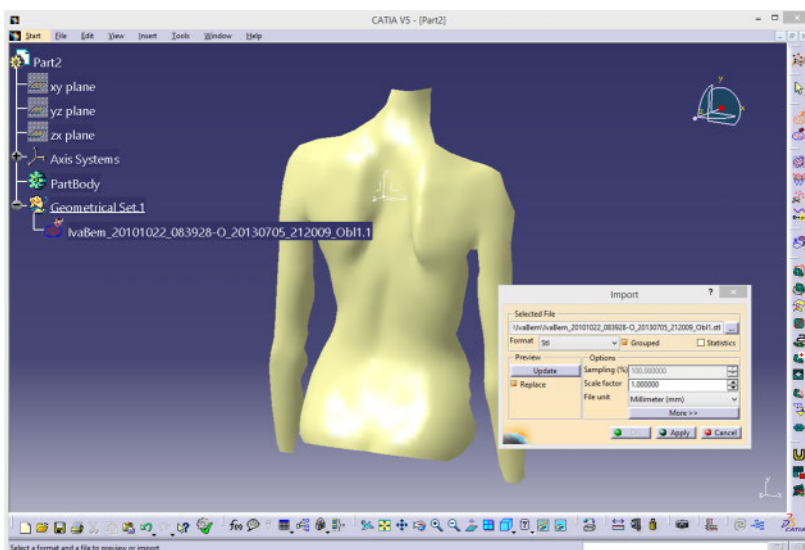 CATIA V5 - [Part2]
Start File Edit View Insert Tools Window Help
Part2
xy plane
yz plane
zx plane
Axis Systems
PartBody
Geometrical Set.1
IvaBem_20101022_083928-O_20130705_212009_Obl1.1
y
x
z
Import
?
Selected File
\IvaBem\IvaBem_20101022_083928-O_20130705_212009_Obl1.stl ...
Format Stl Grouped Statistics
Preview
Update
Replace
Options
Sampling (%) 100,000000
Scale factor 1.000000
File unit Millimeter (mm)
More >>
Apply Cancel
CATIA
Select a format and a file to preview or import